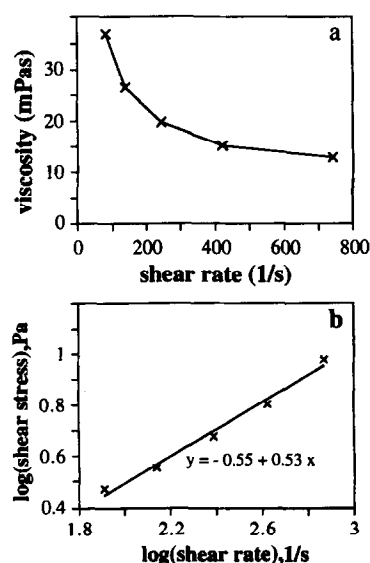 a
viscosity (mPas)
30
20
10
0
0 200 400 600 800
shear rate (1/s)
b
log(shear stress),Pa
1
0.8
0.6
0.4
y = - 0.55 + 0.53 x
1.8 2.2 2.6 3
log(shear rate),1/s